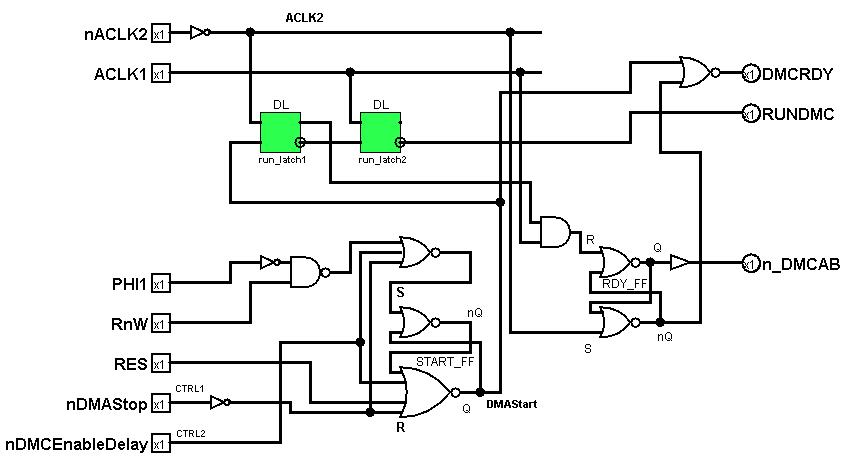 ACLK2
nACLK2 x1
ACLK1 x1
x1 DMCRDY
DL DL
x1 RUNDMC
run_latch1 run_latch2
R Q
x1 n_DMCAB
PHI1 x1
RDY_FF
S
RnW x1
nQ
nQ
S
RES x1
START_FF
CTRL1
nDMAStop x1
Q DMAStart
R
CTRL2
nDMCEnableDelay x1